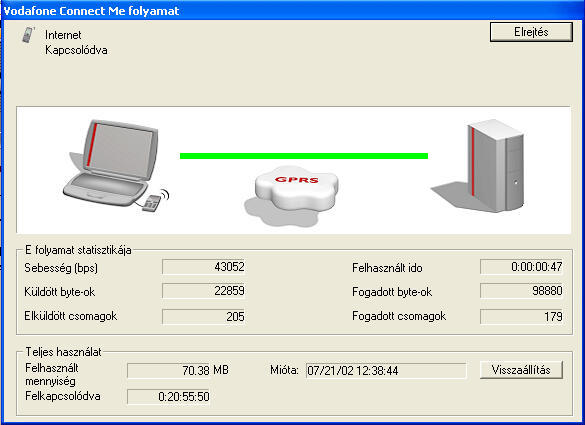 Vodafone Connect Me folyamat
Internet
Kapcsolódva
Elrejtés
GPRS
E folyamat statisztikája
Sebesség (bps) 43052 Felhasznált ido 0:00:00:47
Küldött byte-ok 22859 Fogadott byte-ok 98880
Elküldött csomagok 205 Fogadott csomagok 179
Teljes használat
Felhasznált mennyiség 70.38 MB Mióta: 07/21/02 12:38:44 Visszaállítás
Felkapcsolódva 0:20:55:50